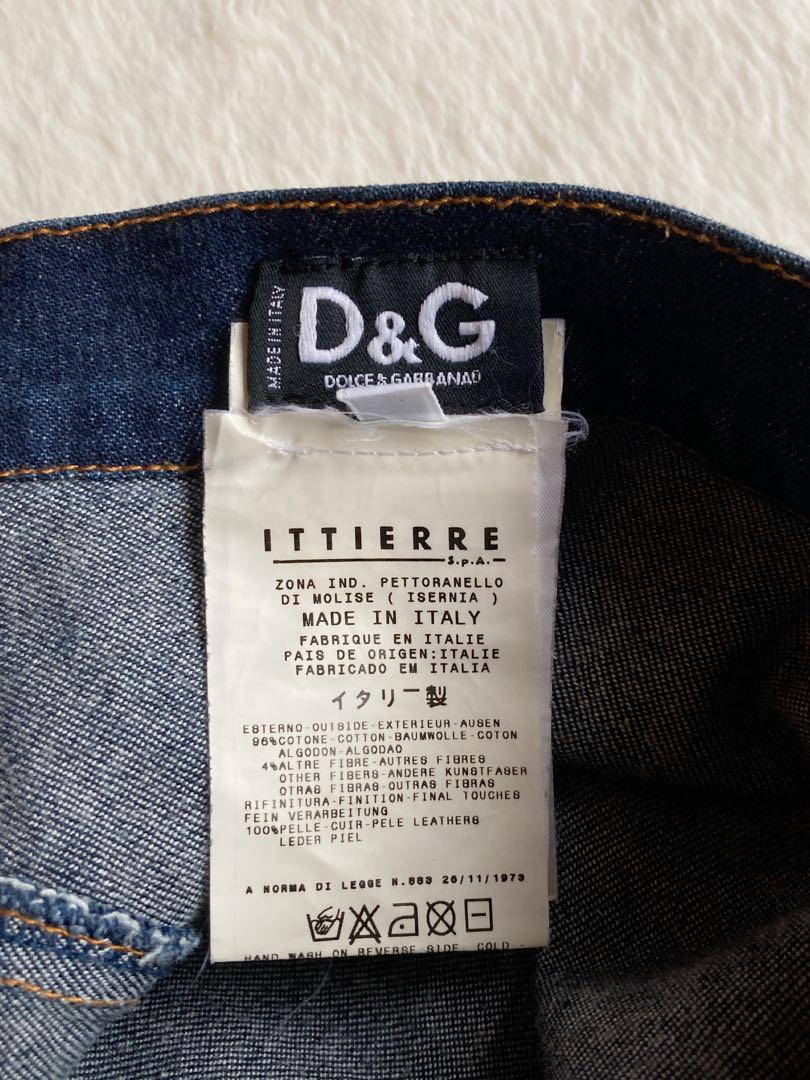 MADE IN ITALY
D&G
DOLCE & GABBANA
ITTIERRE
S.p.A.
ZONA IND. PETTORANELLO
DI MOLISE ( ISERNIA )
MADE IN ITALY
FABRIQUE EN ITALIE
PAIS DE ORIGEN:ITALIE
FABRICADO EM ITALIA
イタリー製
ESTERNO-OUTSIDE-EXTERIEUR-AUSEN
96%COTONE-COTTON-BAUMWOLLE-COTON
ALGODON-ALGODAO
4%ALTRE FIBRE-AUTRES FIBRES
OTHER FIBERS-ANDERE KUNSTFASER
OTRAS FIBRAS-OUTRAS FIBRAS
RIFINITURA-FINITION-FINAL TOUCHES
FEIN VERARBEITUNG
100%PELLE-CUIR-PELE LEATHERS
LEDER PIEL
A NORMA DI LEGGE N.883 26/11/1973
HAND WASH ON REVERSE SIDE. COLD -